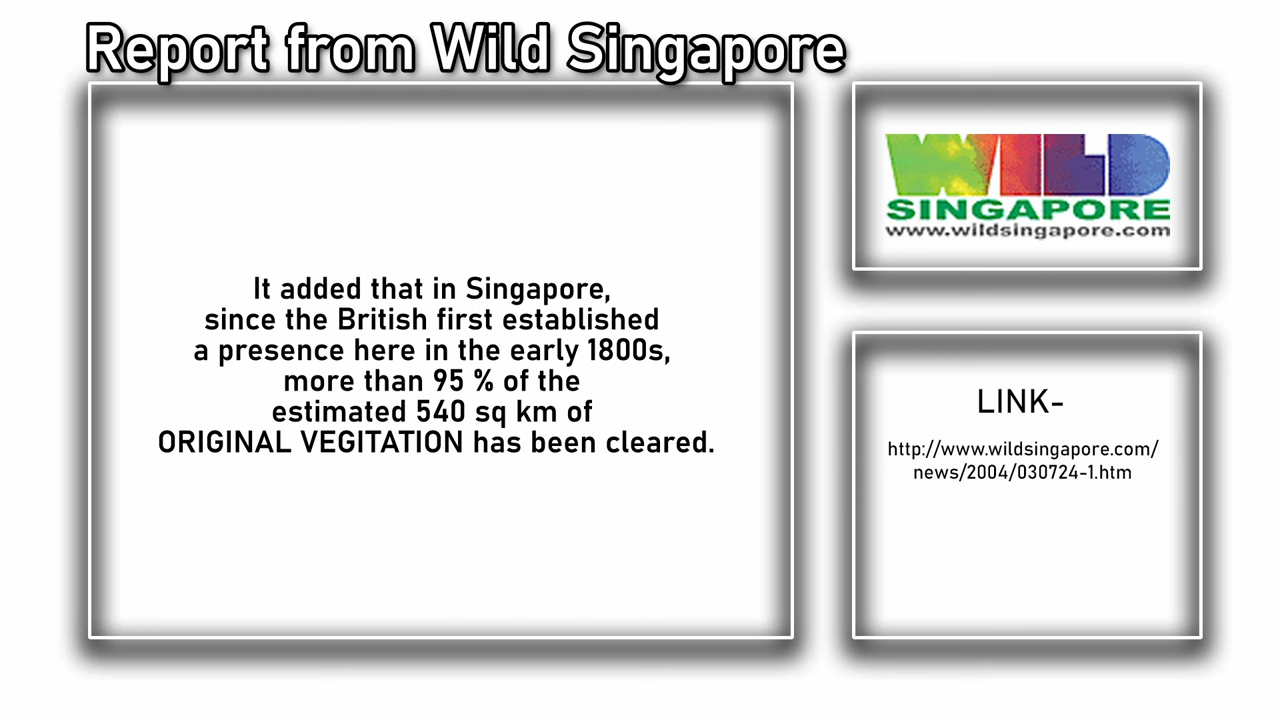 Report from Wild Singapore
It added that in Singapore,
since the British first established
a presence here in the early 1800s,
more than 95 % of the
estimated 540 sq km of
ORIGINAL VEGITATION has been cleared.
WILD
SINGAPORE
www.wildsingapore.com
LINK-
http://www.wildsingapore.com/
news/2004/030724-1.htm